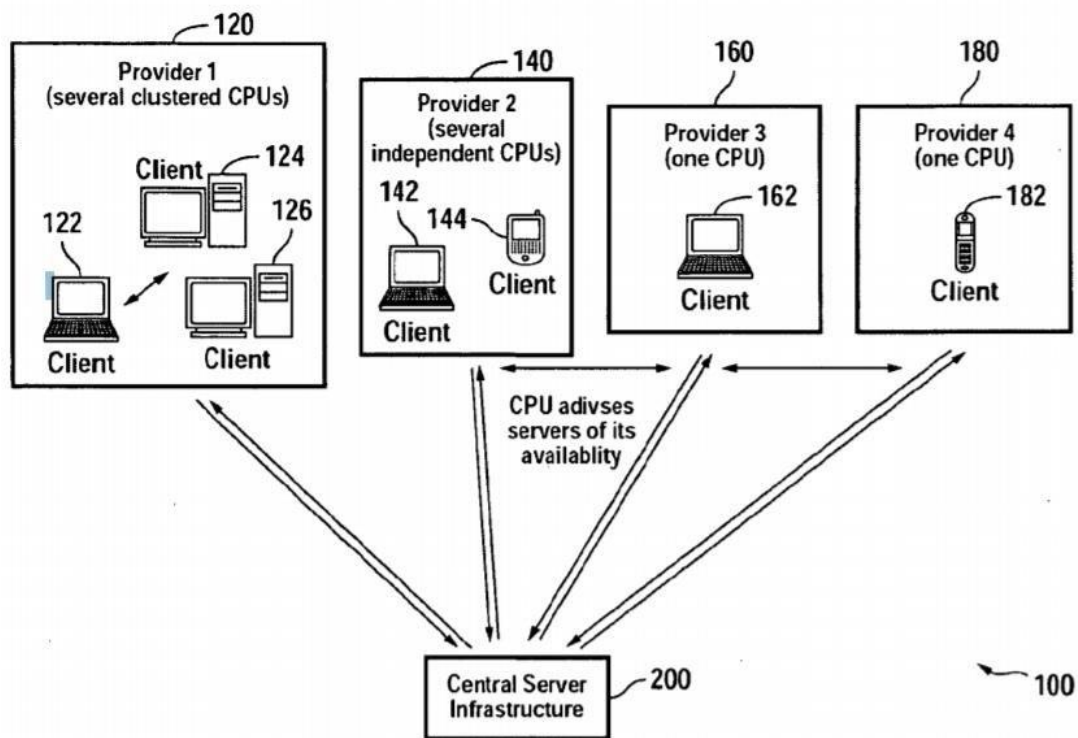 120
Provider 1
(several clustered CPUs)
Client
124
122
126
Client
Client
140
Provider 2
(several
independent CPUs)
142
144
Client
Client
160
Provider 3
(one CPU)
162
Client
180
Provider 4
(one CPU)
182
Client
CPU adivses
servers of its
availablity
Central Server
Infrastructure
200
100